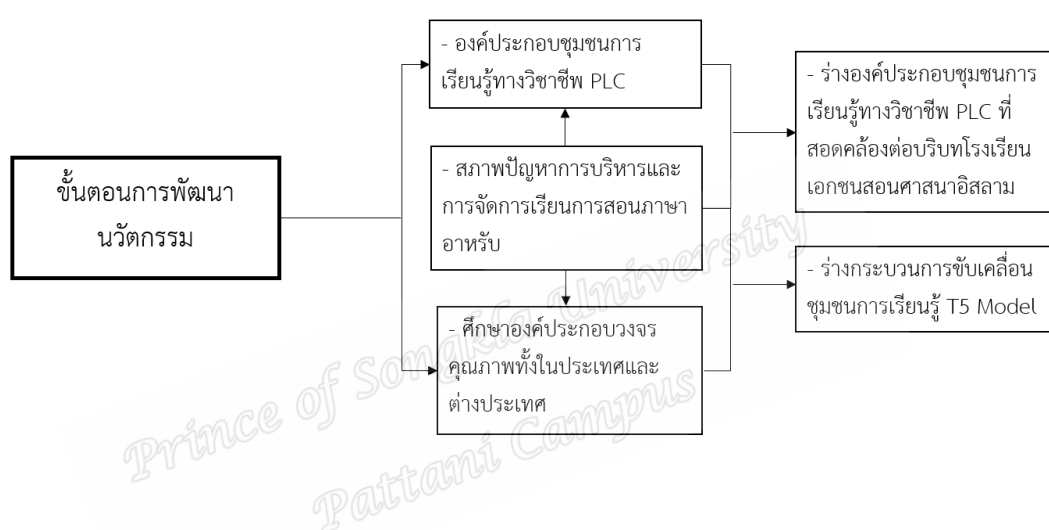 ขั้นตอนการพัฒนา
นวัตกรรม
- องค์ประกอบชุมชนการ
เรียนรู้ทางวิชาชีพ PLC
- สภาพปัญหาการบริหารและ
การจัดการเรียนการสอนภาษา
อาหรับ
- ศึกษาองค์ประกอบวงจร
คุณภาพทั้งในประเทศและ
ต่างประเทศ
- ร่างองค์ประกอบชุมชนการ
เรียนรู้ทางวิชาชีพ PLC ที่
สอดคล้องต่อบริบทโรงเรียน
เอกชนสอนศาสนาอิสลาม
- ร่างกระบวนการขับเคลื่อน
ชุมชนการเรียนรู้ T5 Model
Prince of Songkla University
Pattani Campus